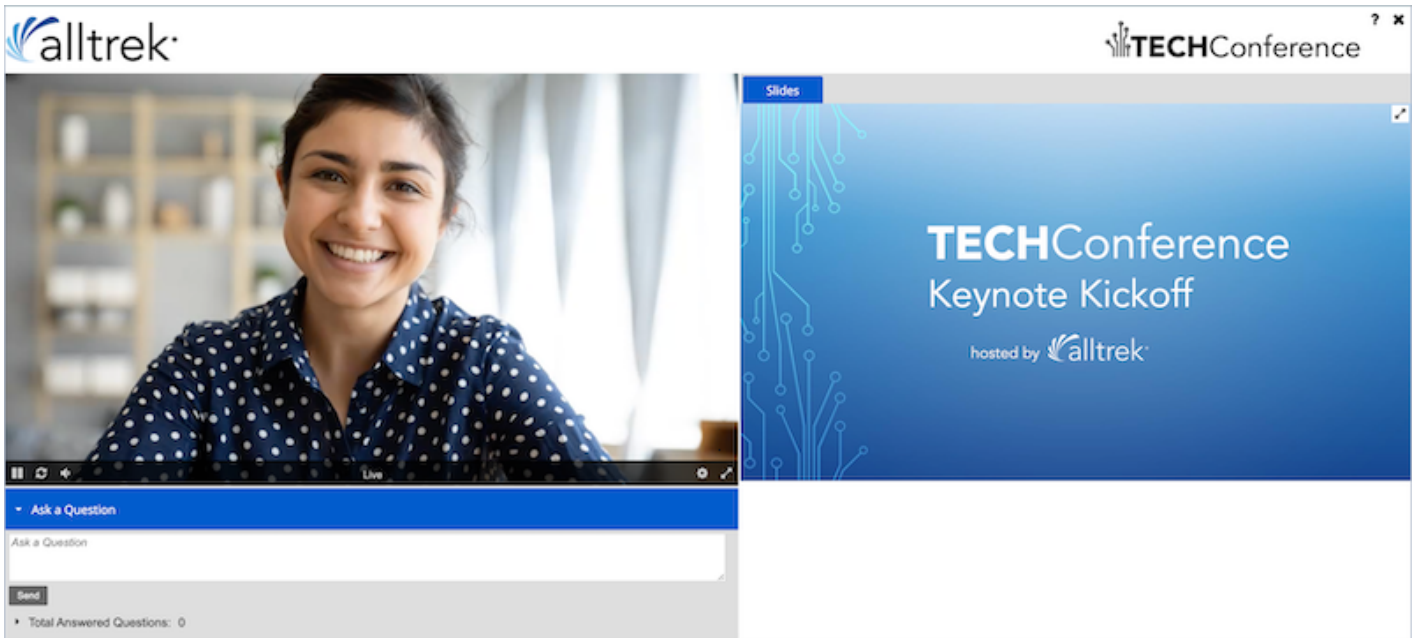 alltrek
TECHConference
?
Slides
TECHConference
Keynote Kickoff
hosted by alltrek
Live
Ask a Question
Ask a Question
Send
Total Answered Questions: 0